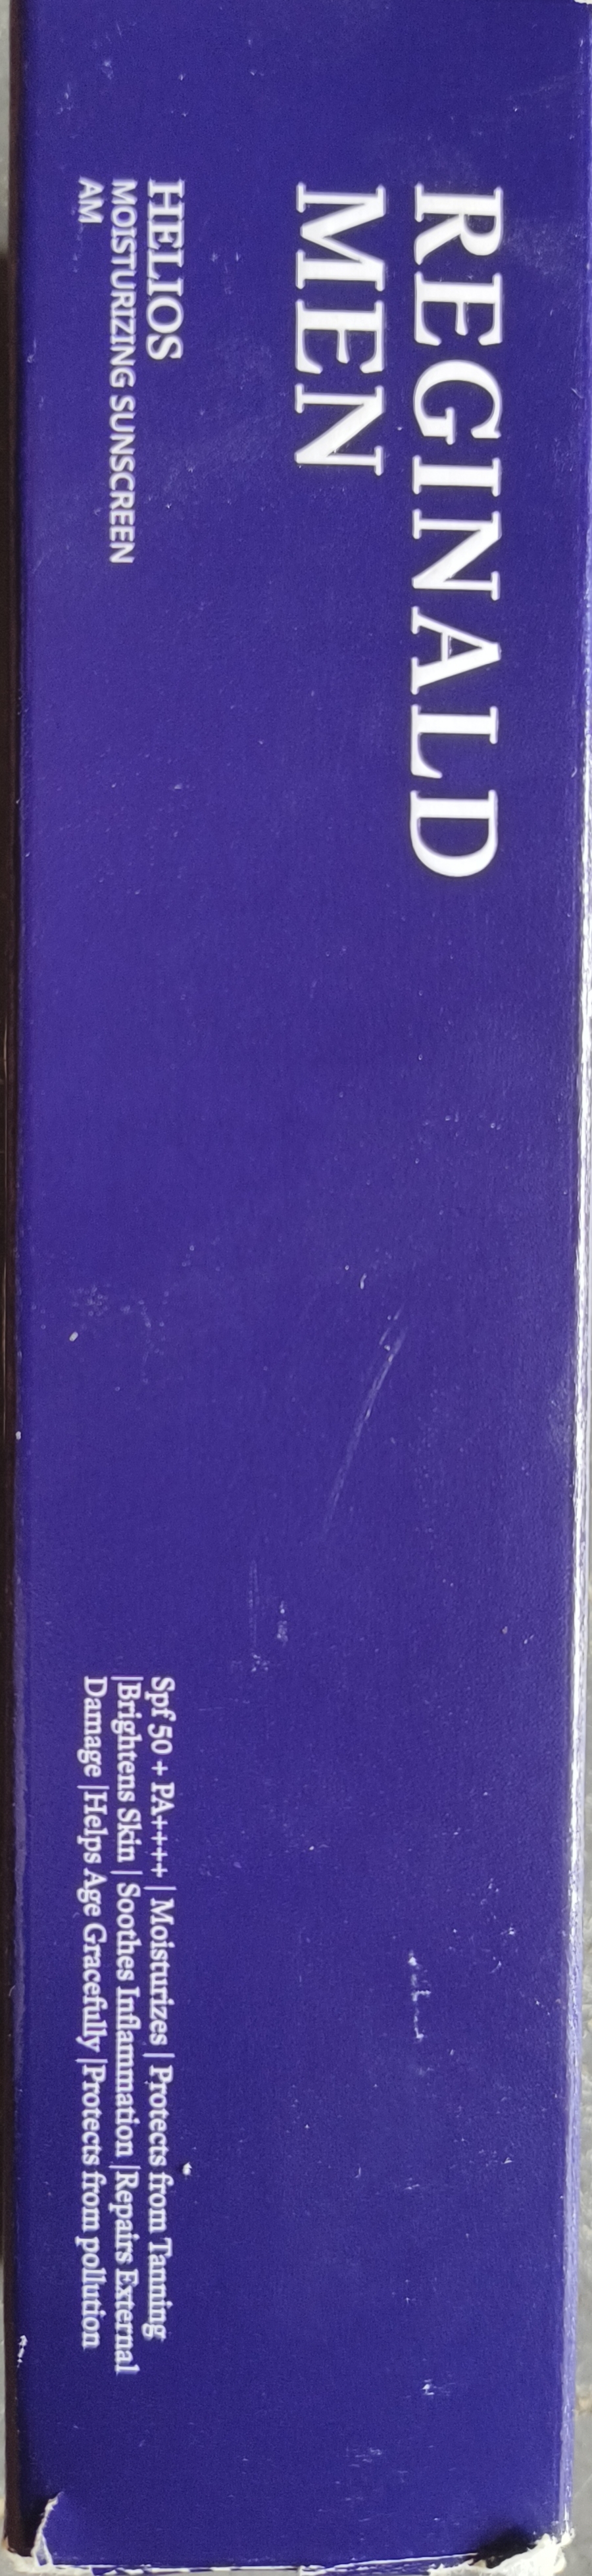 REGINALD
MEN
HELIOS
MOISTURIZING SUNSCREEN
AM
Spf 50 + PA++++ | Moisturizes | Protects from Tanning
|Brightens Skin | Soothes Inflammation |Repairs External
Damage |Helps Age Gracefully |Protects from pollution